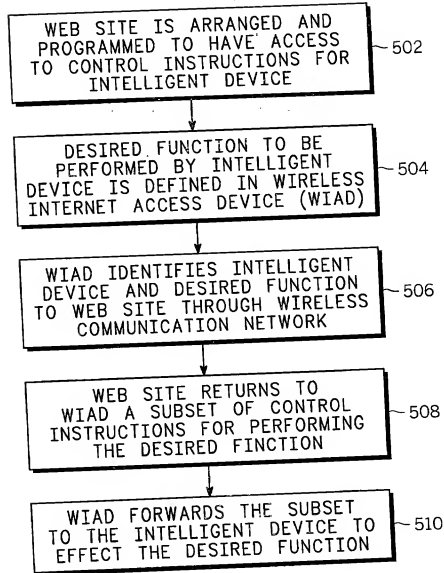 WEB SITE IS ARRANGED AND
PROGRAMMED TO HAVE ACCESS
TO CONTROL INSTRUCTIONS FOR
INTELLIGENT DEVICE
502
DESIRED FUNCTION TO BE
PERFORMED BY INTELLIGENT
DEVICE IS DEFINED IN WIRELESS
INTERNET ACCESS DEVICE (WIAD)
504
WIAD IDENTIFIES INTELLIGENT
DEVICE AND DESIRED FUNCTION
TO WEB SITE THROUGH WIRELESS
COMMUNICATION NETWORK
506
WEB SITE RETURNS TO
WIAD A SUBSET OF CONTROL
INSTRUCTIONS FOR PERFORMING
THE DESIRED FINCTION
508
WIAD FORWARDS THE SUBSET
TO THE INTELLIGENT DEVICE TO
EFFECT THE DESIRED FUNCTION
510